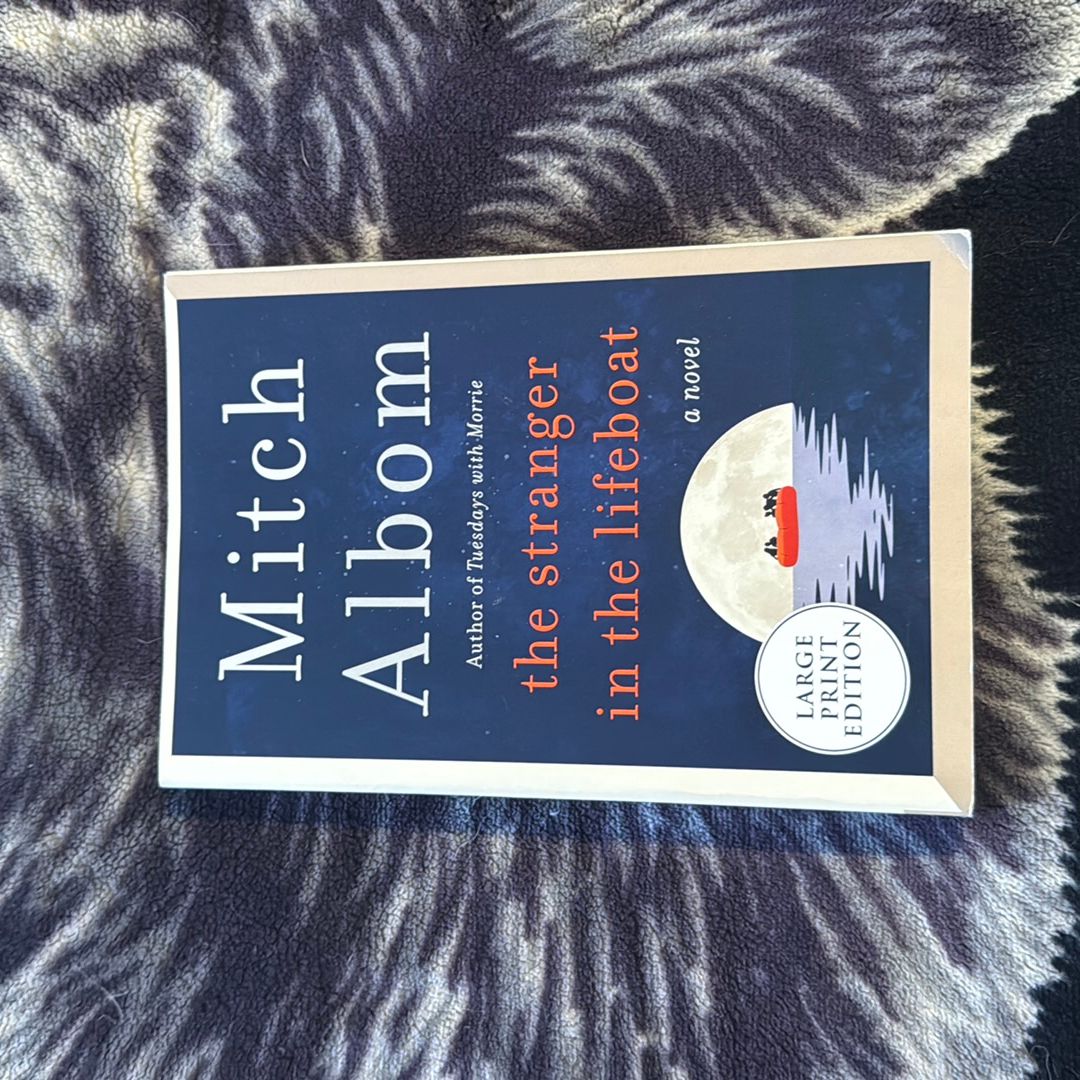 Mitch
Albom
Author of Tuesdays with Morrie
the stranger
in the lifeboat
a novel
LARGE
PRINT
EDITION